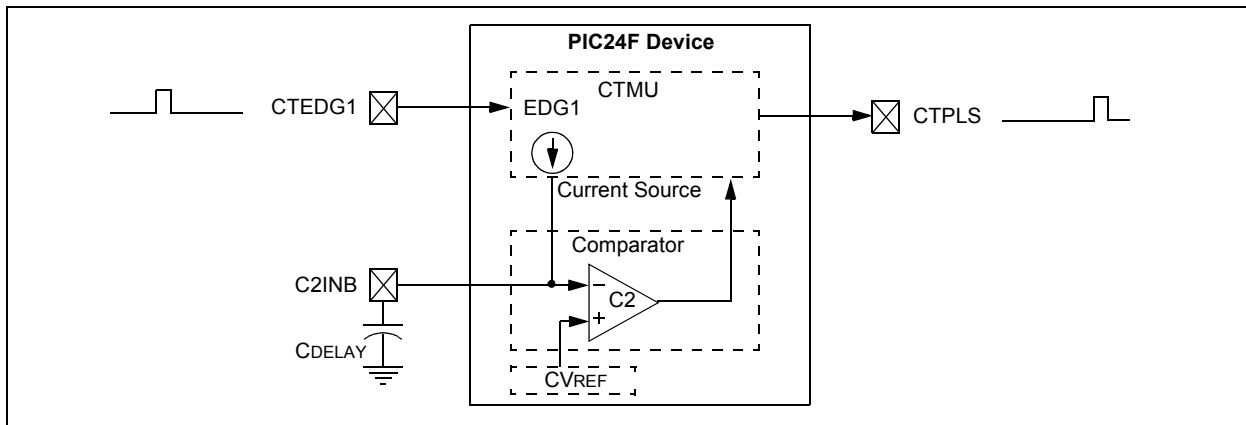 PIC24F Device
CTMU
CTEDG1
EDG1
CTPLS
Current Source
Comparator
C2INB
C2
CDELAY
CVREF